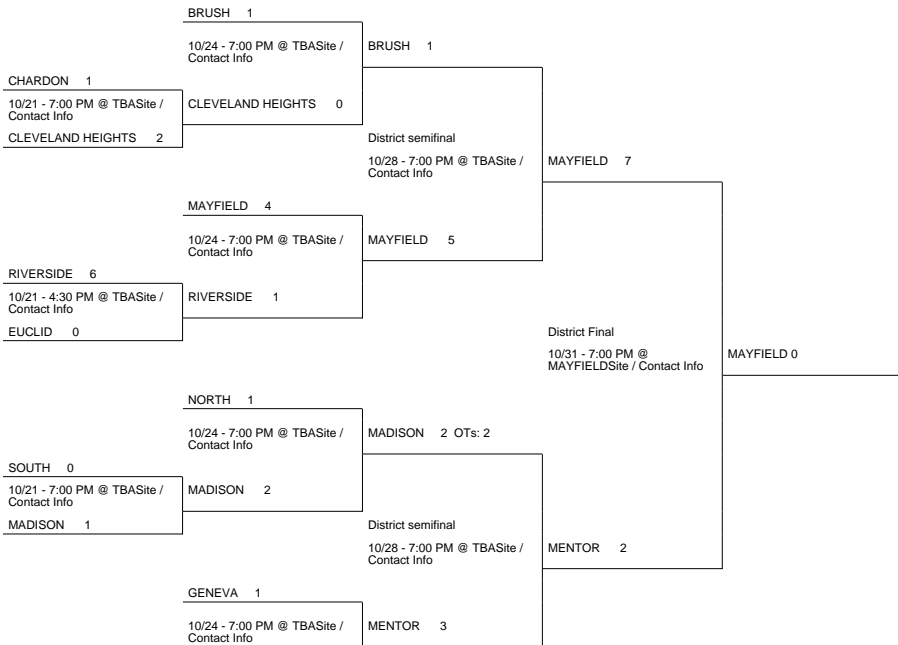 BRUSH 1
10/24 - 7:00 PM @ TBASite /
Contact Info
BRUSH 1
CHARDON 1
10/21 - 7:00 PM @ TBASite /
Contact Info
CLEVELAND HEIGHTS 0
CLEVELAND HEIGHTS 2
District semifinal
10/28 - 7:00 PM @ TBASite /
Contact Info
MAYFIELD 7
MAYFIELD 4
10/24 - 7:00 PM @ TBASite /
Contact Info
MAYFIELD 5
RIVERSIDE 6
10/21 - 4:30 PM @ TBASite /
Contact Info
RIVERSIDE 1
EUCLID 0
District Final
10/31 - 7:00 PM @
MAYFIELDSite / Contact Info
MAYFIELD 0
NORTH 1
10/24 - 7:00 PM @ TBASite /
Contact Info
MADISON 2 OTs: 2
SOUTH 0
10/21 - 7:00 PM @ TBASite /
Contact Info
MADISON 2
MADISON 1
District semifinal
10/28 - 7:00 PM @ TBASite /
Contact Info
MENTOR 2
GENEVA 1
10/24 - 7:00 PM @ TBASite /
Contact Info
MENTOR 3